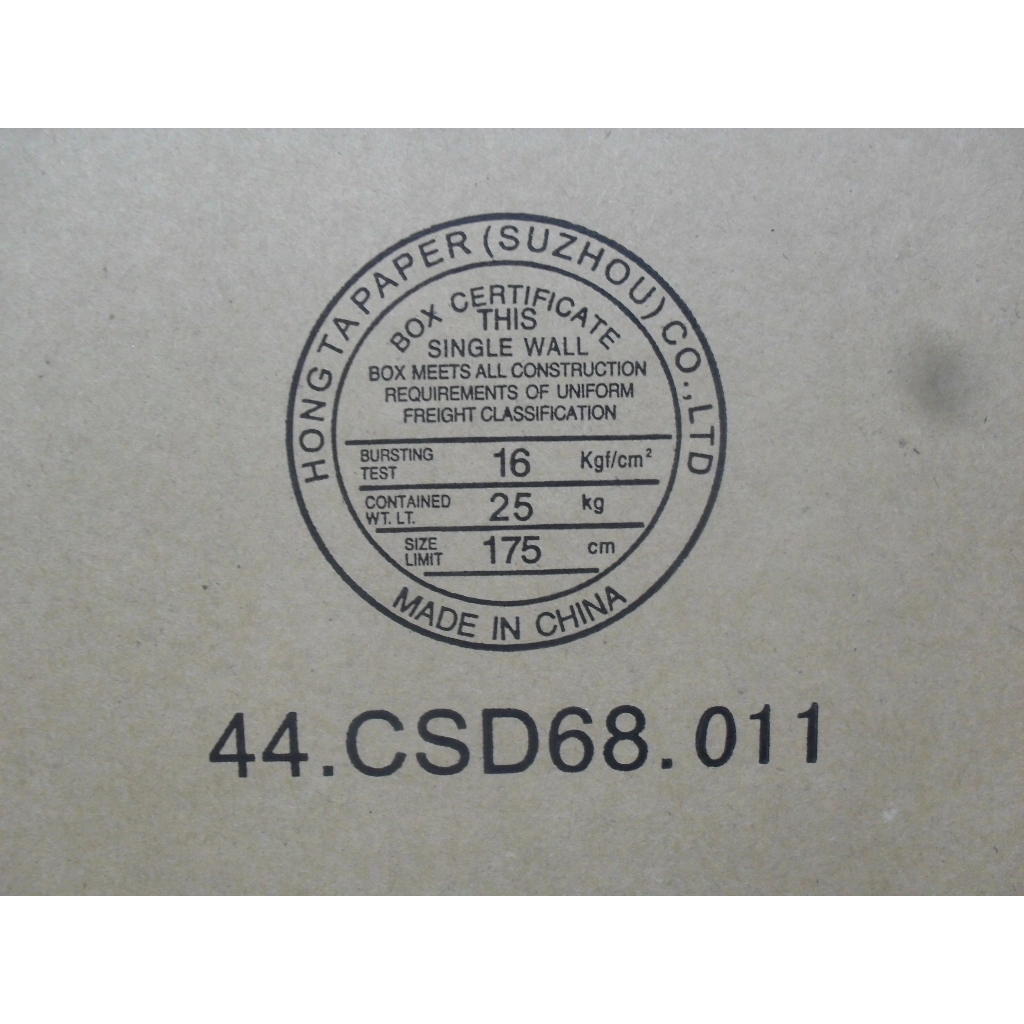 HONG TA PAPER (SUZHOU) CO.,LTD
BOX CERTIFICATE
THIS
SINGLE WALL
BOX MEETS ALL CONSTRUCTION
REQUIREMENTS OF UNIFORM
FREIGHT CLASSIFICATION
BURSTING TEST 16 Kgf/cm²
CONTAINED WT. LT. 25 kg
SIZE LIMIT 175 cm
MADE IN CHINA
44.CSD68.011